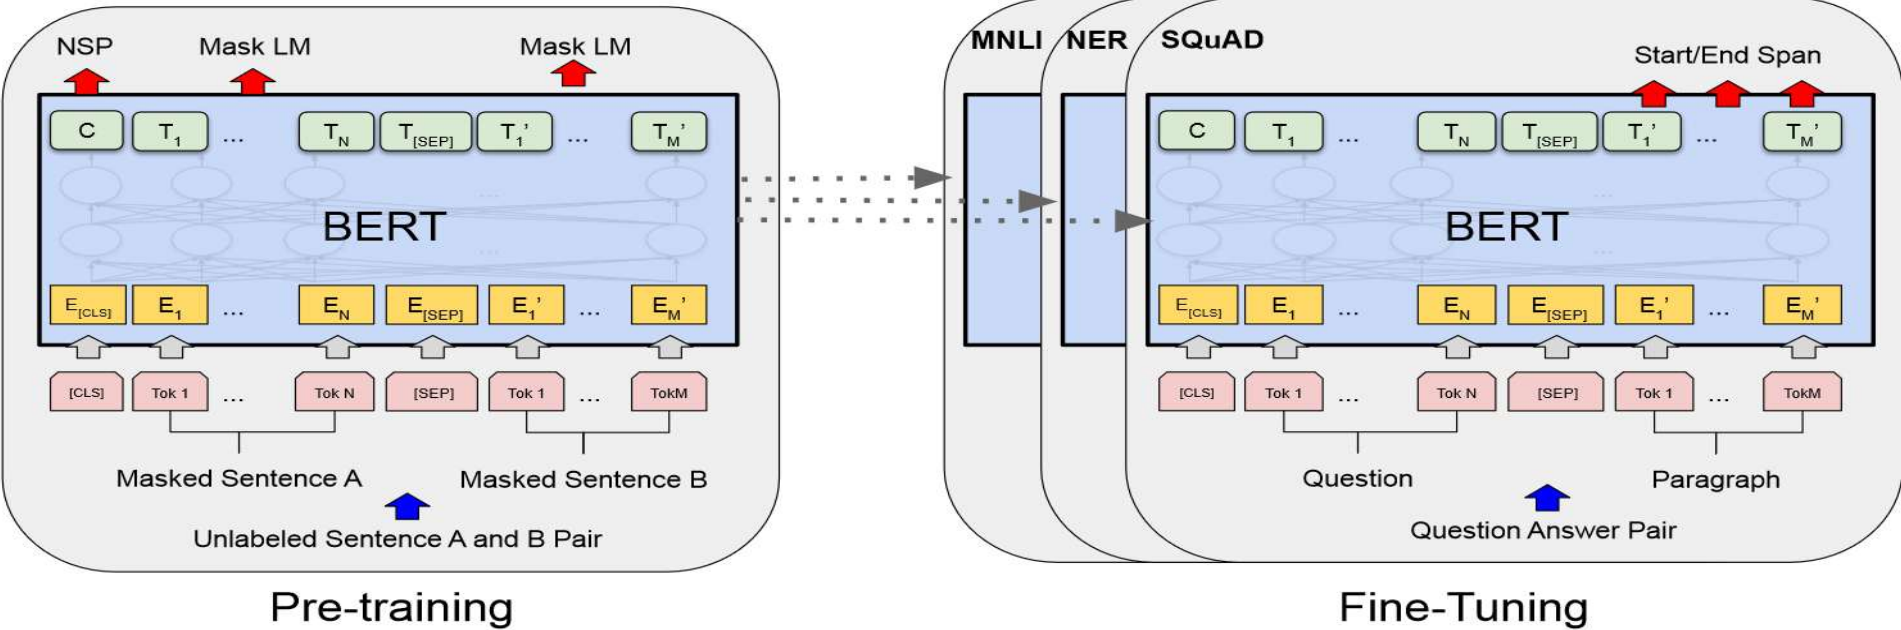 NSP Mask LM Mask LM
C T1 ... TN T[SEP] T1' ... TM'
...
BERT
...
E[CLS] E1 ... EN E[SEP] E1' ... EM'
[CLS] Tok 1 ... Tok N [SEP] Tok 1 ... TokM
Masked Sentence A Masked Sentence B
Unlabeled Sentence A and B Pair
Pre-training
MNLI NER SQuAD
Start/End Span
C T1 ... TN T[SEP] T1' ... TM'
...
BERT
...
E[CLS] E1 ... EN E[SEP] E1' ... EM'
[CLS] Tok 1 ... Tok N [SEP] Tok 1 ... TokM
Question Paragraph
Question Answer Pair
Fine-Tuning